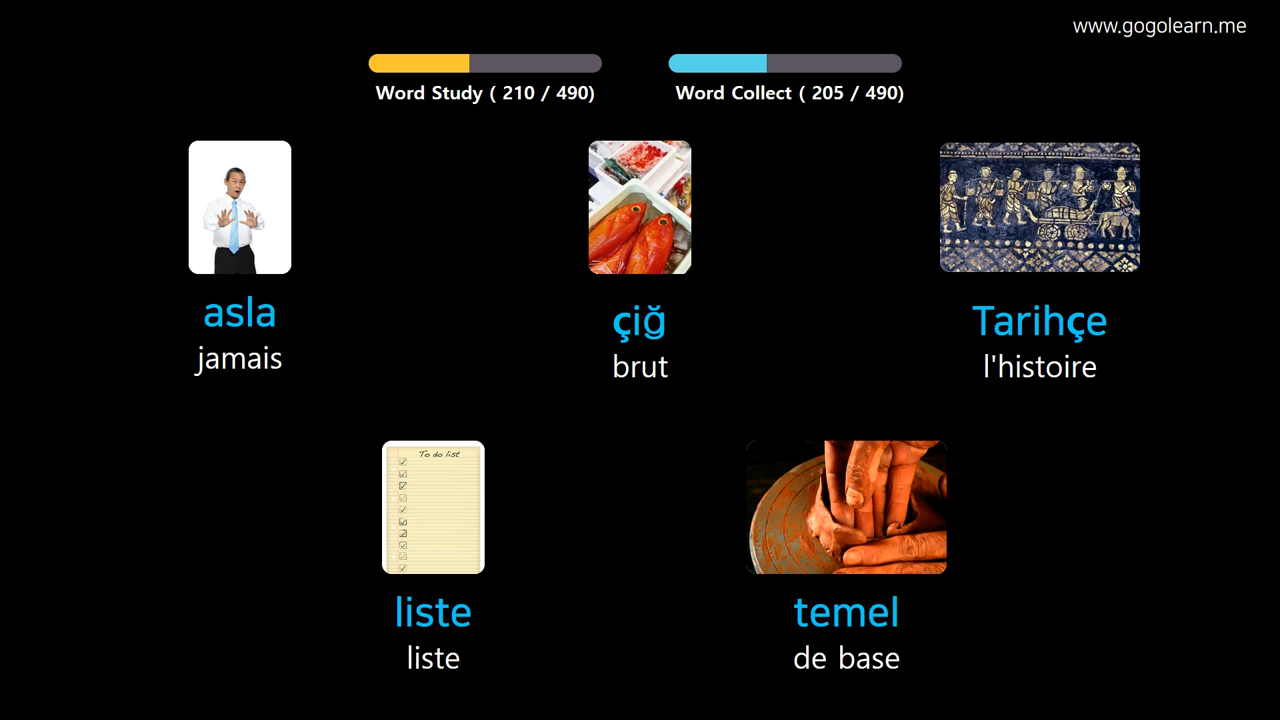 www.gogolearn.me
Word Study ( 210 / 490)
Word Collect ( 205 / 490)
asla
jamais
çiğ
brut
Tarihçe
l'histoire
To do list
liste
liste
temel
de base